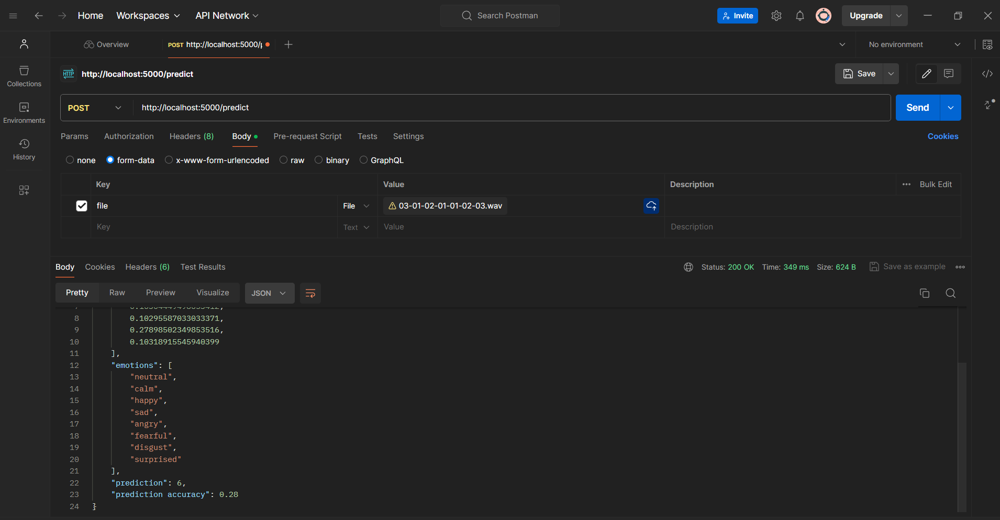 Home Workspaces API Network Search Postman Invite Upgrade
Overview POST http://localhost:5000/ No environment
HTTP http://localhost:5000/predict Save
Collections
Environments
History
POST http://localhost:5000/predict Send
Params Authorization Headers (8) Body Pre-request Script Tests Settings Cookies
none form-data x-www-form-urlencoded raw binary GraphQL
Key Value Description Bulk Edit
file File 03-01-02-01-01-02-03.wav
Key Text Value Description
Body Cookies Headers (6) Test Results Status: 200 OK Time: 349 ms Size: 624 B Save as example
Pretty Raw Preview Visualize JSON
8 0.10295587033033371,
9 0.27898502349853516,
10 0.10318915545940399
11 ],
12 "emotions": [
13 "neutral",
14 "calm",
15 "happy",
16 "sad",
17 "angry",
18 "fearful",
19 "disgust",
20 "surprised"
21 ],
22 "prediction": 6,
23 "prediction accuracy": 0.28
24 }